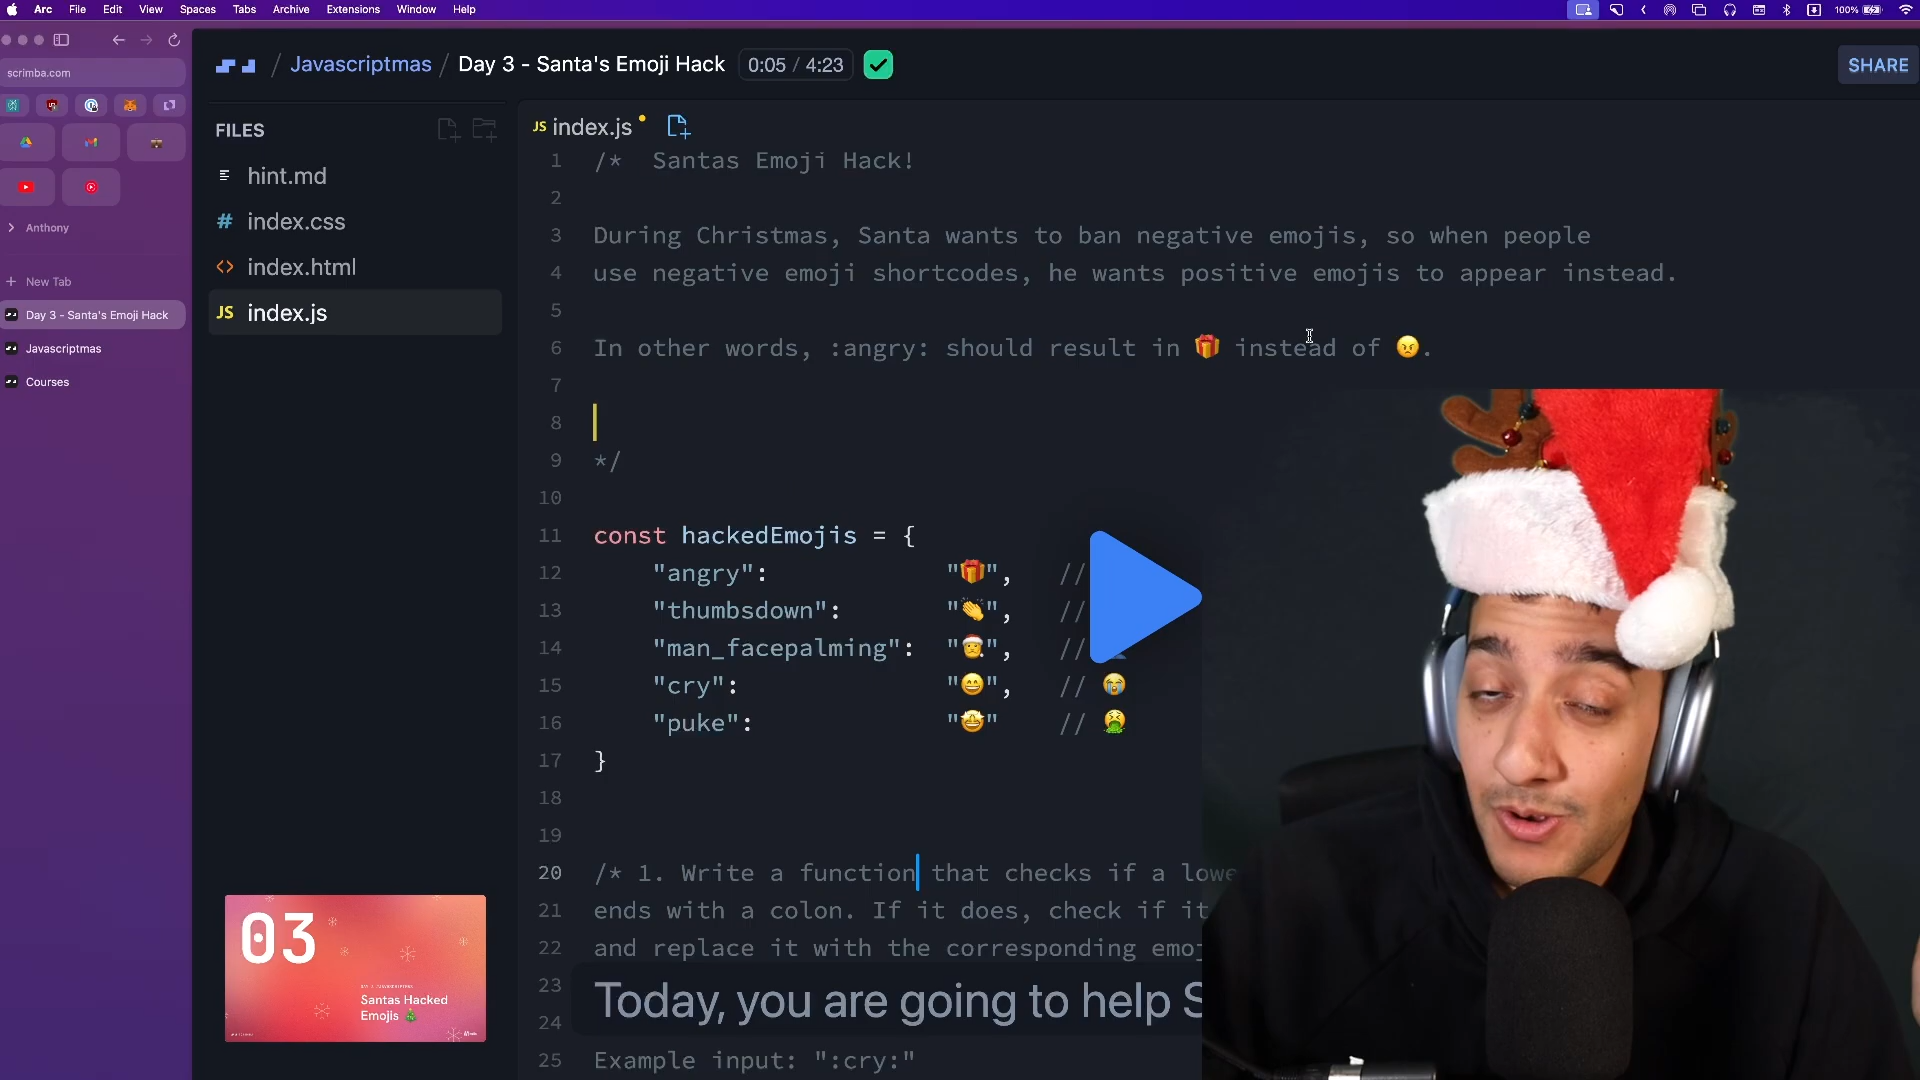 Arc File Edit View Spaces Tabs Archive Extensions Window Help 100%
scrimba.com
Anthony
New Tab
Day 3 - Santa's Emoji Hack
Javascriptmas
Courses
/ Javascriptmas / Day 3 - Santa's Emoji Hack 0:05 / 4:23 SHARE
FILES
hint.md
# index.css
<> index.html
JS index.js
03
Santas Hacked
Emojis 🎄
JS index.js
1 /* Santas Emoji Hack!
2
3 During Christmas, Santa wants to ban negative emojis, so when people
4 use negative emoji shortcodes, he wants positive emojis to appear instead.
5
6 In other words, :angry: should result in 🎁 instead of 😠.
7
8
9 */
10
11 const hackedEmojis = {
12 "angry": "🎁", //
13 "thumbsdown": "👏", //
14 "man_facepalming": "🎅", //
15 "cry": "😄", // 😭
16 "puke": "🤩" // 🤮
17 }
18
19
20 /* 1. Write a function that checks if a lowe
21 ends with a colon. If it does, check if it
22 and replace it with the corresponding emoj
23
Today, you are going to help S
24
25 Example input: ":cry:"